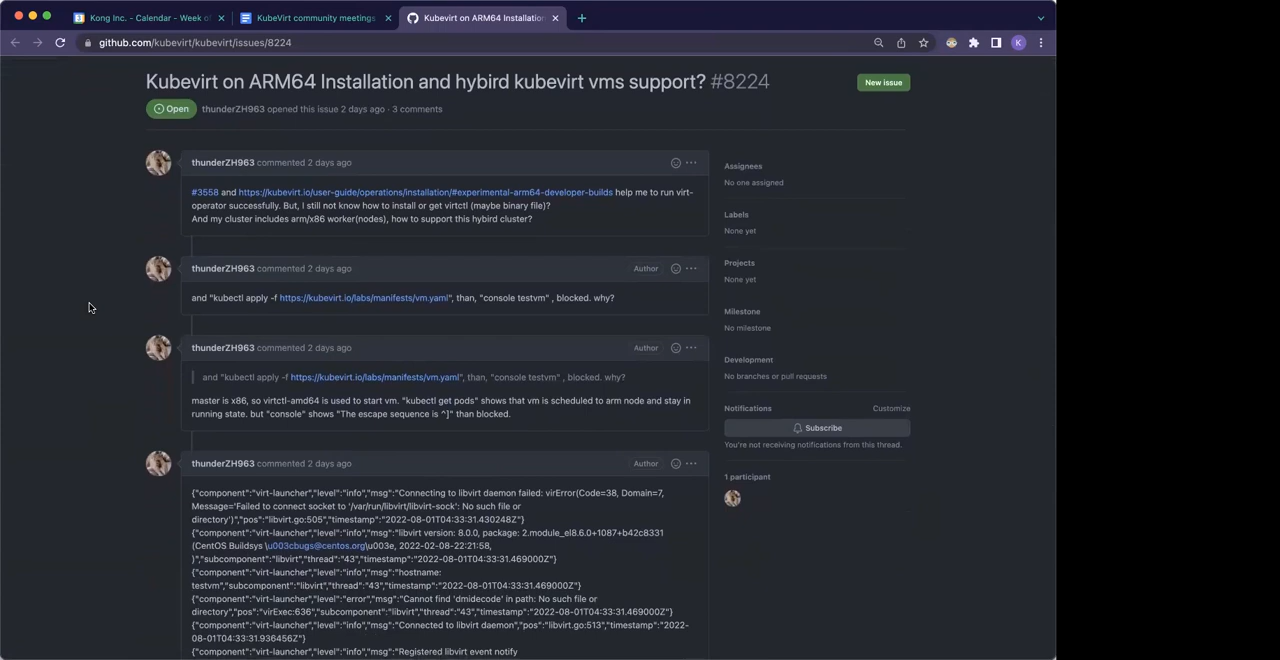 Kong Inc. - Calendar - Week of
KubeVirt community meetings
Kubevirt on ARM64 Installation
github.com/kubevirt/kubevirt/issues/8224
K
Kubevirt on ARM64 Installation and hybird kubevirt vms support? #8224
New issue
Open
thunderZH963 opened this issue 2 days ago · 3 comments
thunderZH963 commented 2 days ago
#3558 and https://kubevirt.io/user-guide/operations/installation/#experimental-arm64-developer-builds help me to run virt-
operator successfully. But, I still not know how to install or get virtctl (maybe binary file)?
And my cluster includes arm/x86 worker(nodes), how to support this hybird cluster?
thunderZH963 commented 2 days ago
Author
and "kubectl apply -f https://kubevirt.io/labs/manifests/vm.yaml", than, "console testvm" , blocked. why?
thunderZH963 commented 2 days ago
Author
and "kubectl apply -f https://kubevirt.io/labs/manifests/vm.yaml", than, "console testvm" , blocked. why?
master is x86, so virtctl-amd64 is used to start vm. "kubectl get pods" shows that vm is scheduled to arm node and stay in
running state. but "console" shows "The escape sequence is ^]" than blocked.
thunderZH963 commented 2 days ago
Author
{"component":"virt-launcher","level":"info","msg":"Connecting to libvirt daemon failed: virError(Code=38, Domain=7,
Message='Failed to connect socket to '/var/run/libvirt/libvirt-sock': No such file or
directory')","pos":"libvirt.go:505","timestamp":"2022-08-01T04:33:31.430248Z"}
{"component":"virt-launcher","level":"info","msg":"libvirt version: 8.0.0, package: 2.module_el8.6.0+1087+b42c8331
(CentOS Buildsys \u003cbugs@centos.org\u003e, 2022-02-08-22:21:58,
)","subcomponent":"libvirt","thread":"43","timestamp":"2022-08-01T04:33:31.469000Z"}
{"component":"virt-launcher","level":"info","msg":"hostname:
testvm","subcomponent":"libvirt","thread":"43","timestamp":"2022-08-01T04:33:31.469000Z"}
{"component":"virt-launcher","level":"error","msg":"Cannot find 'dmidecode' in path: No such file or
directory","pos":"virExec:636","subcomponent":"libvirt","thread":"43","timestamp":"2022-08-01T04:33:31.469000Z"}
{"component":"virt-launcher","level":"info","msg":"Connected to libvirt daemon","pos":"libvirt.go:513","timestamp":"2022-
08-01T04:33:31.936456Z"}
{"component":"virt-launcher","level":"info","msg":"Registered libvirt event notify
Assignees
No one assigned
Labels
None yet
Projects
None yet
Milestone
No milestone
Development
No branches or pull requests
Notifications
Customize
Subscribe
You're not receiving notifications from this thread.
1 participant